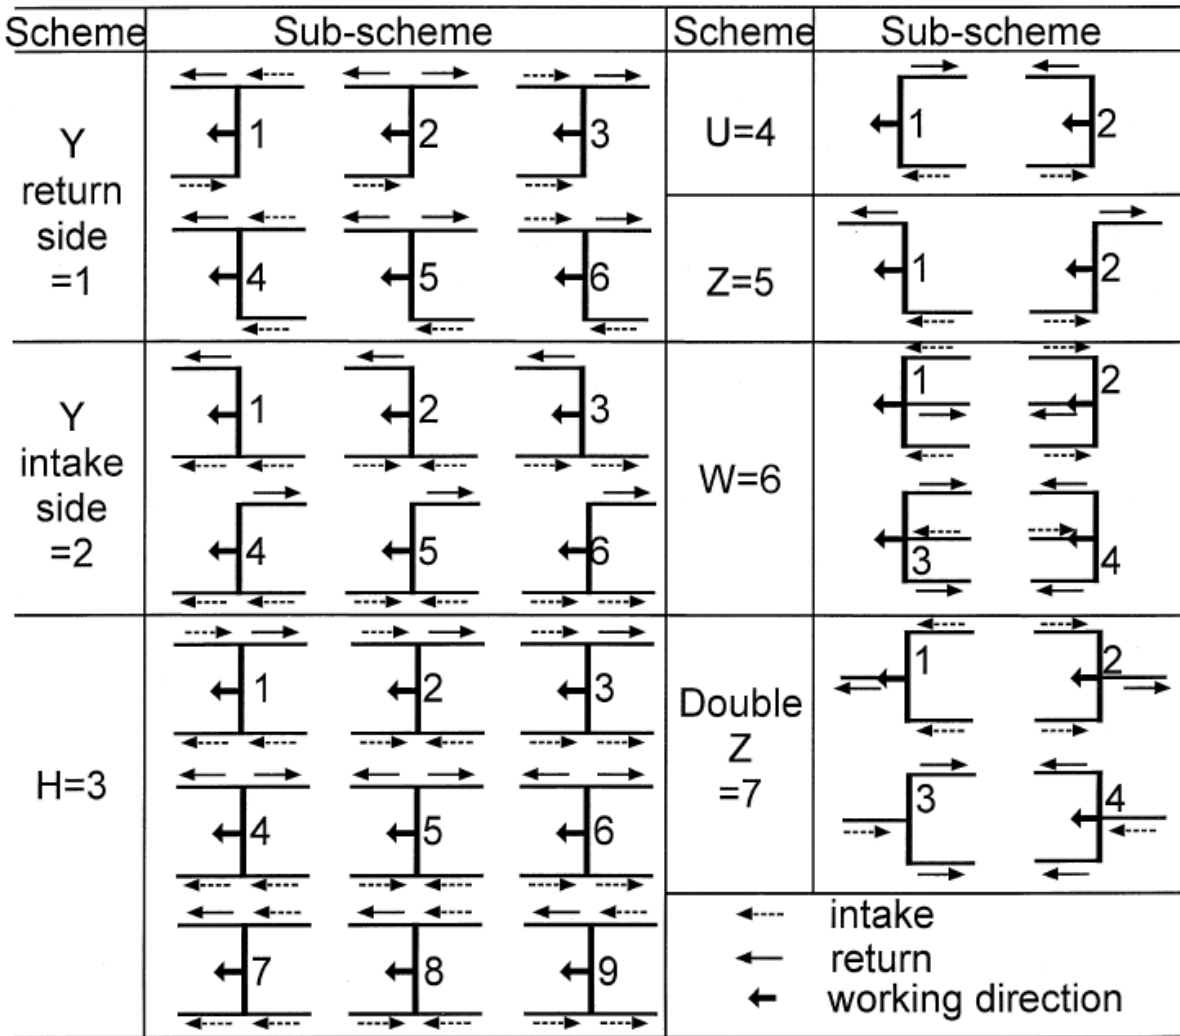 Scheme Sub-scheme Scheme Sub-scheme
Y
return
side
=1
1 2 3
4 5 6
Y
intake
side
=2
1 2 3
4 5 6
H=3
1 2 3
4 5 6
7 8 9
U=4
1 2
Z=5
1 2
W=6
1 2
3 4
Double
Z
=7
1 2
3 4
intake
return
working direction